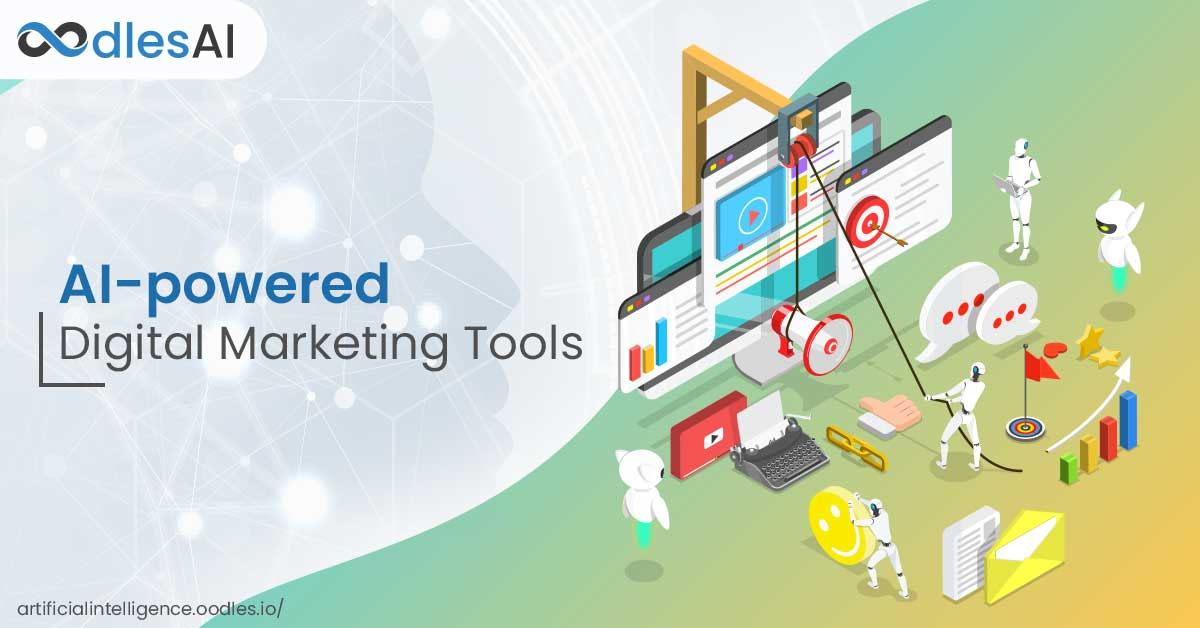 oodlesAI
AI-powered
Digital Marketing Tools
artificialintelligence.oodles.io/